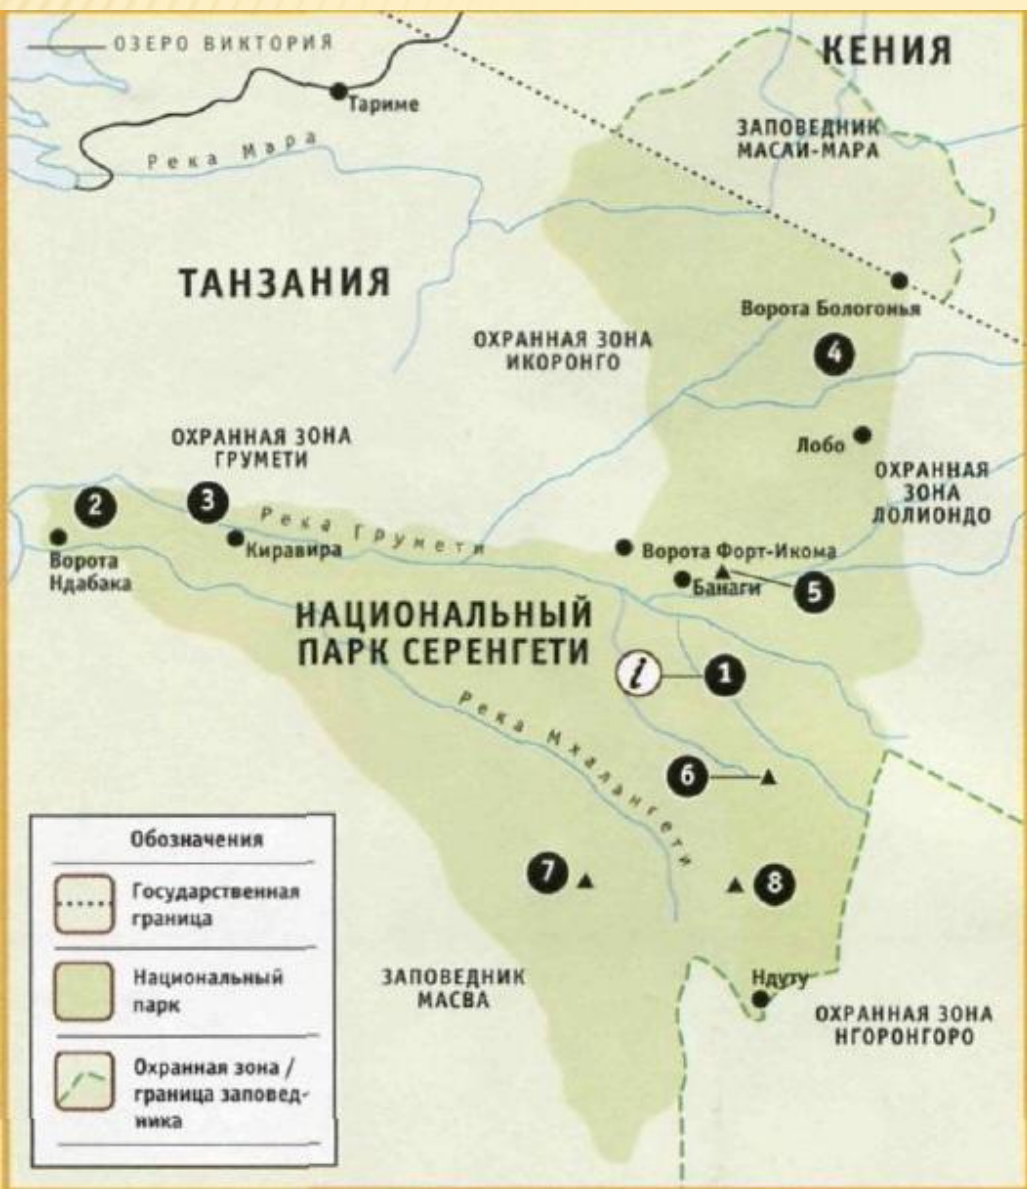 ОЗЕРО ВИКТОРИЯ
КЕНИЯ
Тариме
ЗАПОВЕДНИК
МАСАИ-МАРА
Река Мара
ТАНЗАНИЯ
Ворота Бологонья
ОХРАННАЯ ЗОНА
ИКОРОНГО
4
ОХРАННАЯ ЗОНА
ГРУМЕТИ
Лобо
ОХРАННАЯ
ЗОНА
ЛОЛИОНДО
2
3
Река Грумети
Ворота
Ндабака
Киравира
Ворота Форт-Икома
Банаги
5
НАЦИОНАЛЬНЫЙ
ПАРК СЕРЕНГЕТИ
i
1
Река Мхалангети
6
7
8
ЗАПОВЕДНИК
МАСВА
Ндуту
ОХРАННАЯ ЗОНА
НГОРОНГОРО
Обозначения
Государственная
граница
Национальный
парк
Охранная зона /
граница заповед-
ника